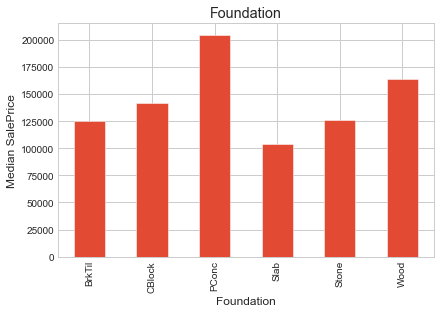 Foundation
200000
175000
150000
125000
100000
75000
50000
25000
0
Median SalePrice
BrkTil
CBlock
PConc
Slab
Stone
Wood
Foundation